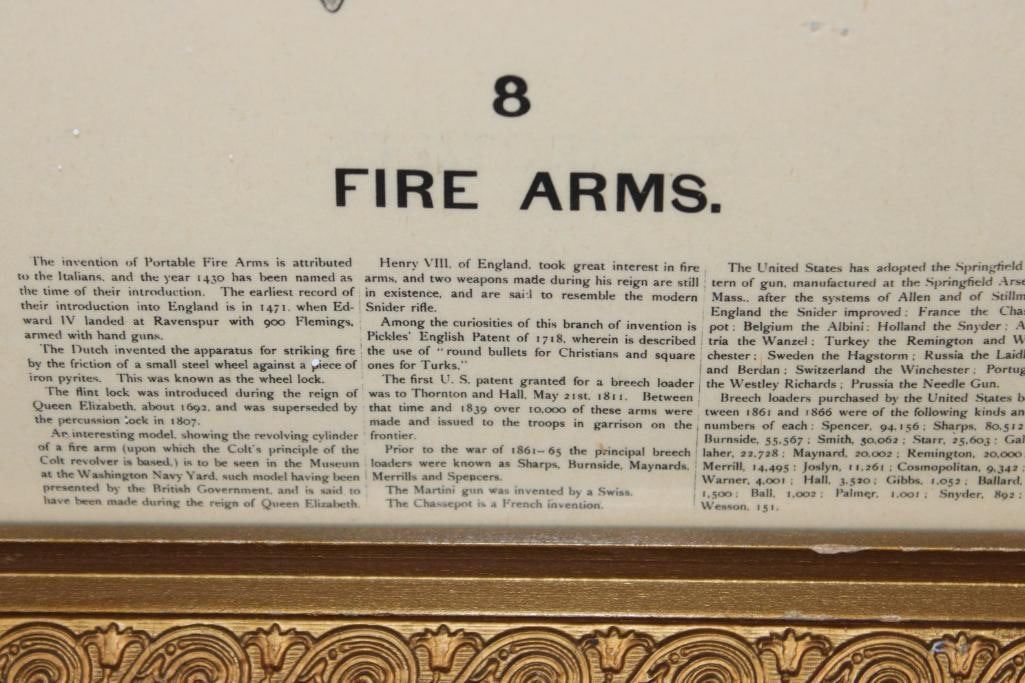 8
FIRE ARMS.
The invention of Portable Fire Arms is attributed
to the Italians, and the year 1430 has been named as
the time of their introduction. The earliest record of
their introduction into England is in 1471, when Ed-
ward IV landed at Ravenspur with 900 Flemings,
armed with hand guns.
The Dutch invented the apparatus for striking fire
by the friction of a small steel wheel against a piece of
iron pyrites. This was known as the wheel lock.
The flint lock was introduced during the reign of
Queen Elizabeth, about 1692, and was superseded by
the percussion lock in 1807.
An interesting model, showing the revolving cylinder
of a fire arm (upon which the Colt's principle of the
Colt revolver is based,) is to be seen in the Museum
at the Washington Navy Yard, such model having been
presented by the British Government, and is said to
have been made during the reign of Queen Elizabeth.
Henry VIII, of England, took great interest in fire
arms, and two weapons made during his reign are still
in existence, and are said to resemble the modern
Snider rifle.
Among the curiosities of this branch of invention is
Pickles' English Patent of 1718, wherein is described
the use of "round bullets for Christians and square
ones for Turks."
The first U. S. patent granted for a breech loader
was to Thornton and Hall, May 21st, 1811. Between
that time and 1839 over 10,000 of these arms were
made and issued to the troops in garrison on the
frontier.
Prior to the war of 1861-65 the principal breech
loaders were known as Sharps, Burnside, Maynards,
Merrills and Spencers.
The Martini gun was invented by a Swiss.
The Chassepot is a French invention.
The United States has adopted the Springfield
tern of gun, manufactured at the Springfield Arse
Mass., after the systems of Allen and of Stillm
England the Snider improved; France the Chas
pot; Belgium the Albini; Holland the Snyder; A
tria the Wanzel; Turkey the Remington and W
chester; Sweden the Hagstorm; Russia the Laidl
and Berdan; Switzerland the Winchester; Portug
the Westley Richards; Prussia the Needle Gun.
Breech loaders purchased by the United States b
tween 1861 and 1866 were of the following kinds an
numbers of each: Spencer, 94,156; Sharps, 80,512
Burnside, 55,567; Smith, 30,062; Starr, 25,603; Gal
laher, 22,728; Maynard, 20,002; Remington, 20,000
Merrill, 14,495; Joslyn, 11,261; Cosmopolitan, 9,342
Warner, 4,001; Hall, 3,520; Gibbs, 1,052; Ballard,
1,500; Ball, 1,002; Palmer, 1,001; Snyder, 892;
Wesson, 151.